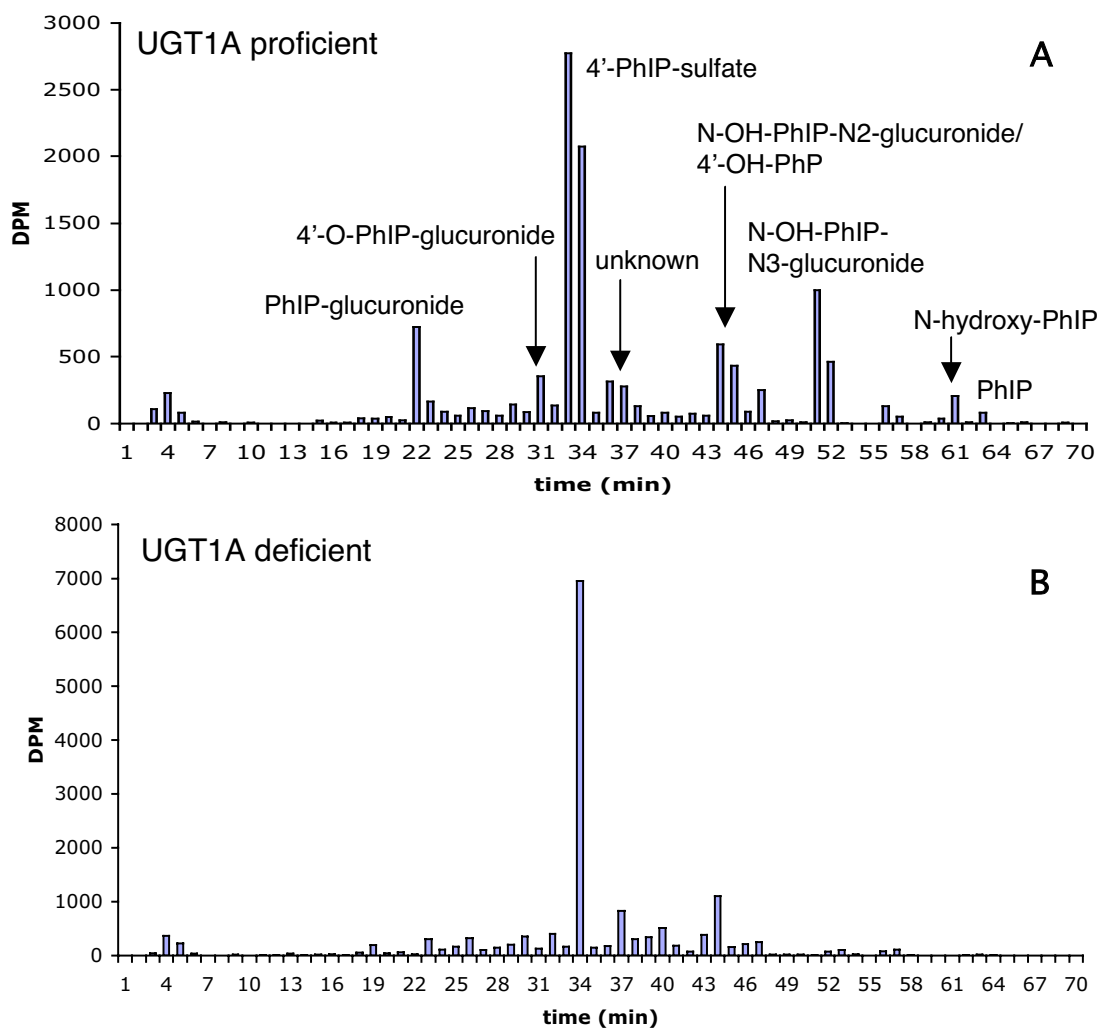 UGT1A proficient
A
3000
2500
2000
1500
1000
500
0
DPM
4'-PhIP-sulfate
N-OH-PhIP-N2-glucuronide/
4'-OH-PhP
4'-O-PhIP-glucuronide
unknown
N-OH-PhIP-
N3-glucuronide
PhIP-glucuronide
N-hydroxy-PhIP
PhIP
1 4 7 10 13 16 19 22 25 28 31 34 37 40 43 46 49 52 55 58 61 64 67 70
time (min)
UGT1A deficient
B
8000
7000
6000
5000
4000
3000
2000
1000
0
DPM
1 4 7 10 13 16 19 22 25 28 31 34 37 40 43 46 49 52 55 58 61 64 67 70
time (min)